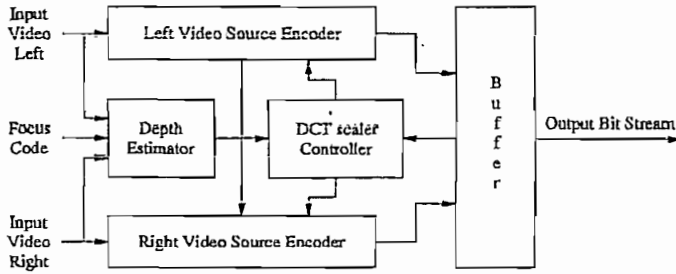 Input
Video
Left
Left Video Source Encoder
Focus
Code
Depth
Estimator
DCT scaler
Controller
B
u
f
f
e
r
Output Bit Stream
Input
Video
Right
Right Video Source Encoder